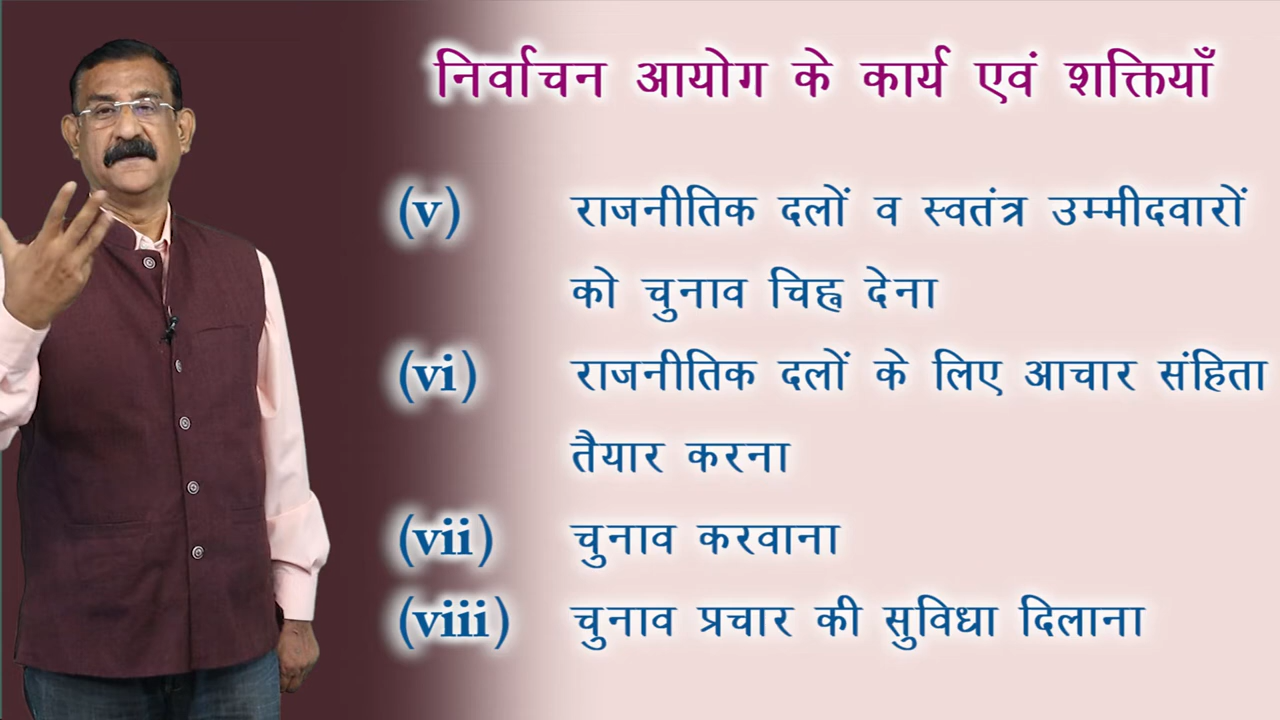 निर्वाचन आयोग के कार्य एवं शक्तियाँ
(v) राजनीतिक दलों व स्वतंत्र उम्मीदवारों
को चुनाव चिह्न देना
(vi) राजनीतिक दलों के लिए आचार संहिता
तैयार करना
(vii) चुनाव करवाना
(viii) चुनाव प्रचार की सुविधा दिलाना